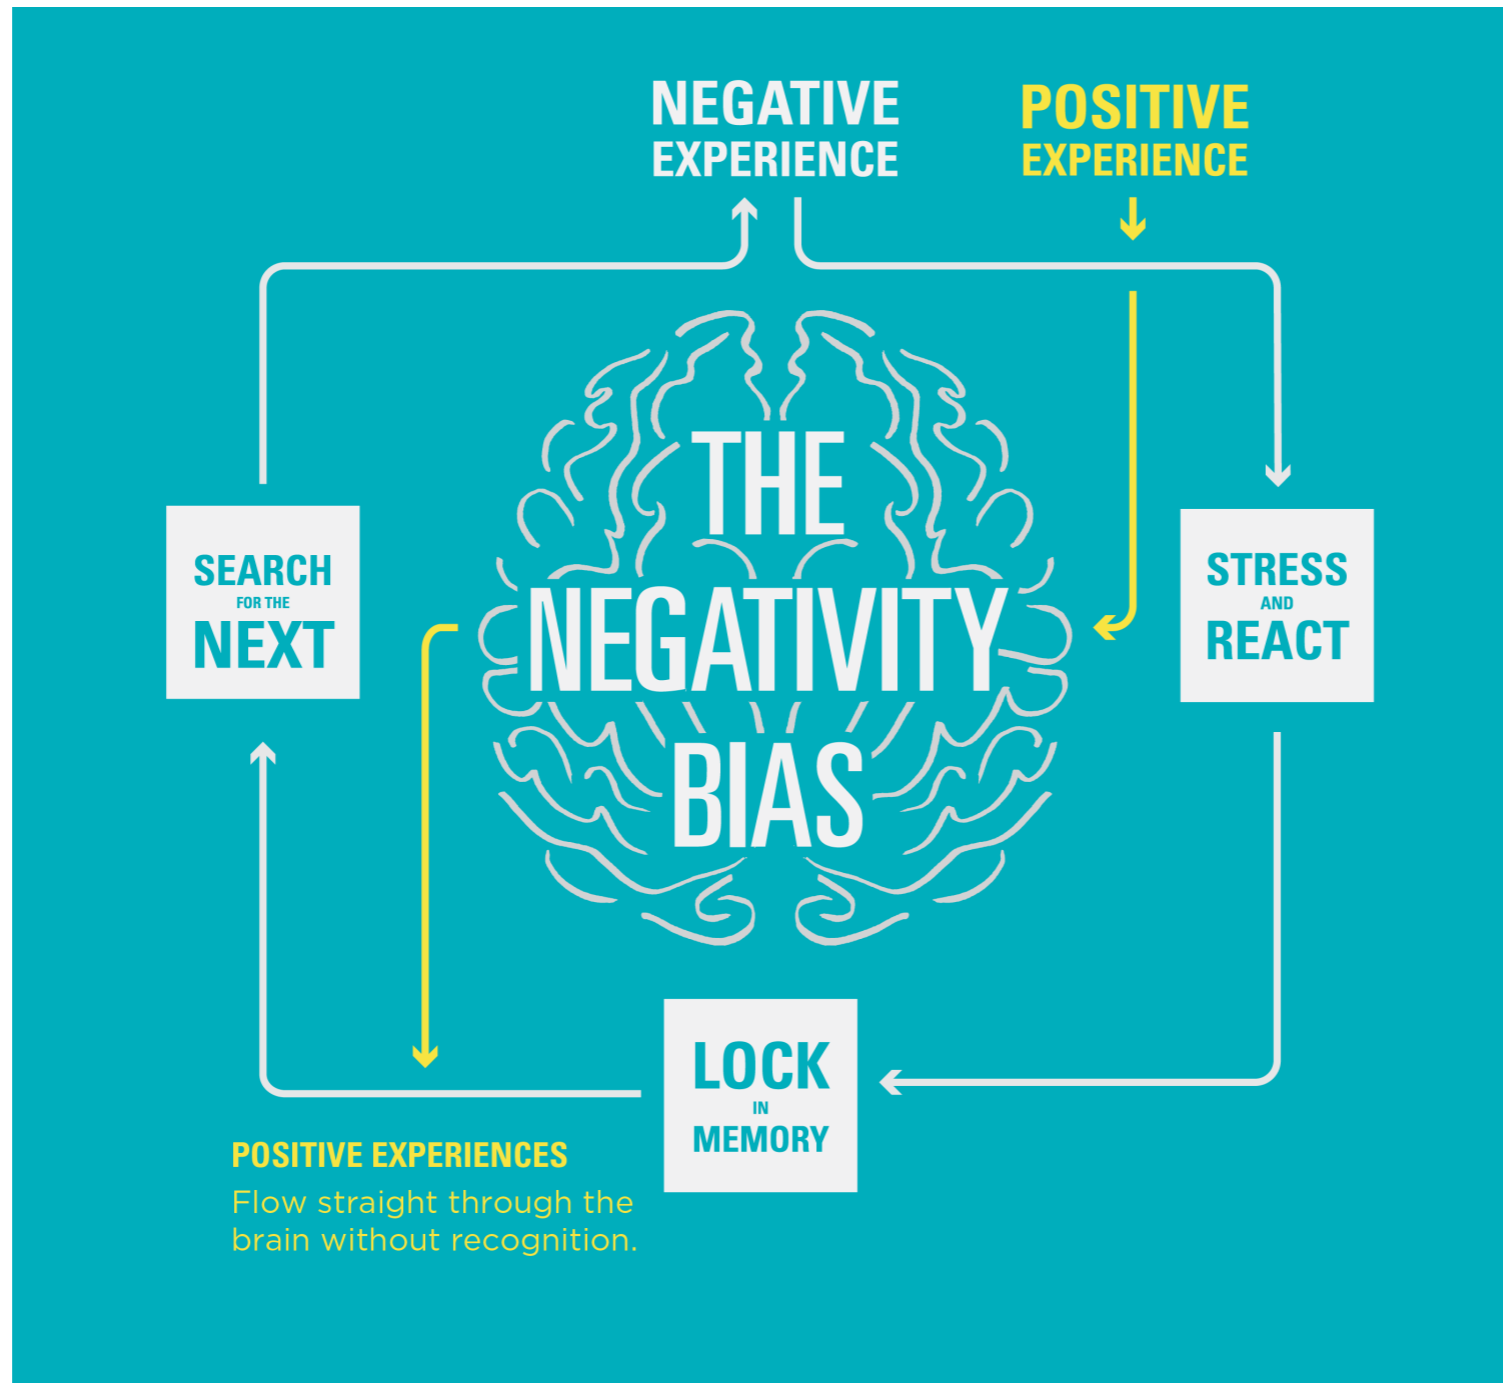 NEGATIVE
EXPERIENCE
POSITIVE
EXPERIENCE
THE
NEGATIVITY
BIAS
SEARCH
FOR THE
NEXT
STRESS
AND
REACT
LOCK
IN
MEMORY
POSITIVE EXPERIENCES
Flow straight through the
brain without recognition.